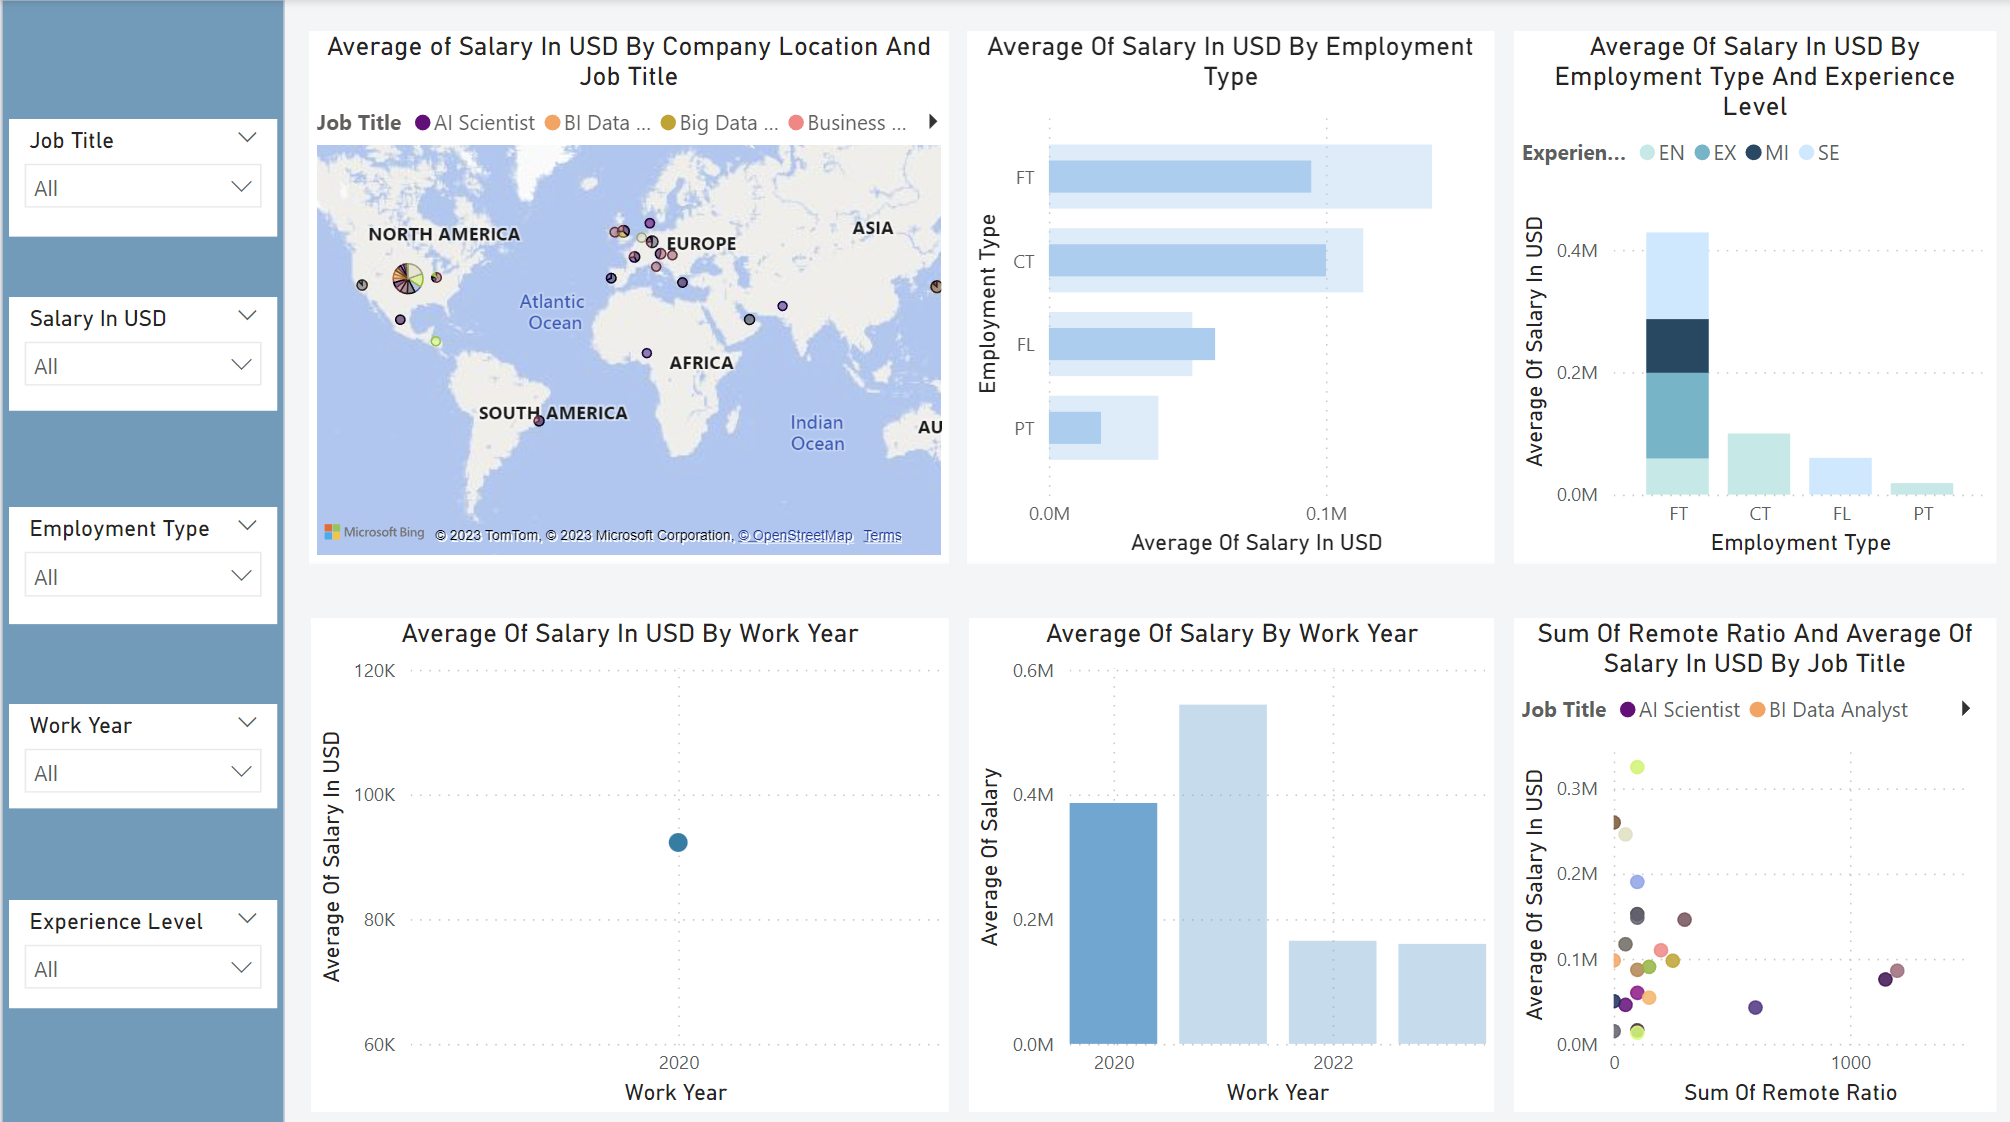 Job Title
All
Salary In USD
All
Employment Type
All
Work Year
All
Experience Level
All
Average of Salary In USD By Company Location And
Job Title
Job Title AI Scientist BI Data ... Big Data ... Business ...
NORTH AMERICA
EUROPE
ASIA
Atlantic
Ocean
AFRICA
SOUTH AMERICA
Indian
Ocean
AU
Microsoft Bing © 2023 TomTom, © 2023 Microsoft Corporation, © OpenStreetMap Terms
Average Of Salary In USD By Employment
Type
Employment Type
FT
CT
FL
PT
0.0M 0.1M
Average Of Salary In USD
Average Of Salary In USD By
Employment Type And Experience
Level
Experien... EN EX MI SE
Average Of Salary In USD
0.4M
0.2M
0.0M
FT CT FL PT
Employment Type
Average Of Salary In USD By Work Year
Average Of Salary In USD
120K
100K
80K
60K
2020
Work Year
Average Of Salary By Work Year
Average Of Salary
0.6M
0.4M
0.2M
0.0M
2020 2022
Work Year
Sum Of Remote Ratio And Average Of
Salary In USD By Job Title
Job Title AI Scientist BI Data Analyst
Average Of Salary In USD
0.3M
0.2M
0.1M
0.0M
0 1000
Sum Of Remote Ratio